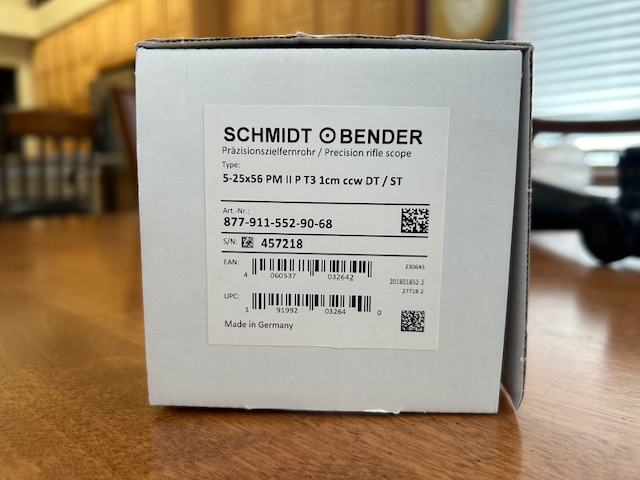 SCHMIDT BENDER
Präzisionszielfernrohr / Precision rifle scope
Type:
5-25x56 PM II P T3 1cm ccw DT / ST
Art.-Nr.:
877-911-552-90-68
S/N: 457218
EAN: 4 060537 032642
230645
201801852-2
27718-2
UPC: 1 91992 03264 0
Made in Germany